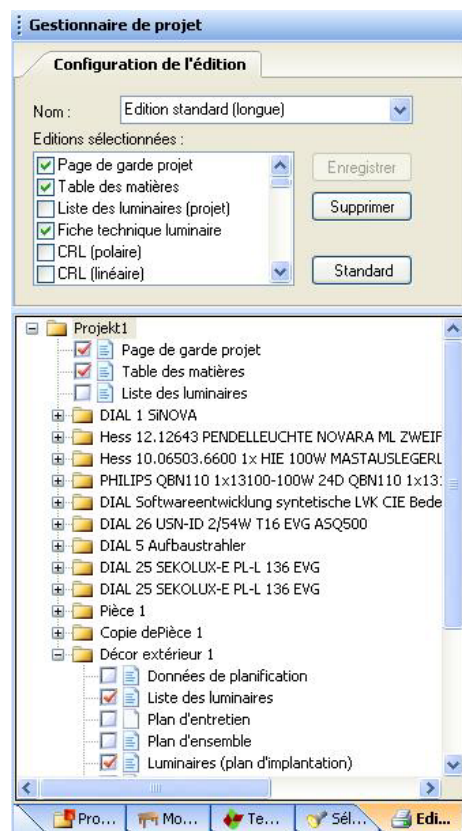 Gestionnaire de projet
Configuration de l'édition
Nom : Edition standard (longue)
Editions sélectionnées :
Page de garde projet
Table des matières
Liste des luminaires (projet)
Fiche technique luminaire
CRL (polaire)
CRL (linéaire)
Enregistrer
Supprimer
Standard
Projekt1
Page de garde projet
Table des matières
Liste des luminaires
DIAL 1 SiNOVA
Hess 12.12643 PENDELLEUCHTE NOVARA ML ZWEIF
Hess 10.06503.6600 1x HIE 100W MASTAUSLEGERL
PHILIPS QBN110 1x13100-100W 24D QBN110 1x13:
DIAL Softwareentwicklung syntetische LVK CIE Bede
DIAL 26 USN-ID 2/54W T16 EVG ASQ500
DIAL 5 Aufbaustrahler
DIAL 25 SEKOLUX-E PL-L 136 EVG
DIAL 25 SEKOLUX-E PL-L 136 EVG
Pièce 1
Copie dePièce 1
Décor extérieur 1
Données de planification
Liste des luminaires
Plan d'entretien
Plan d'ensemble
Luminaires (plan d'implantation)
Pro... Mo... Te... Sél... Edi...